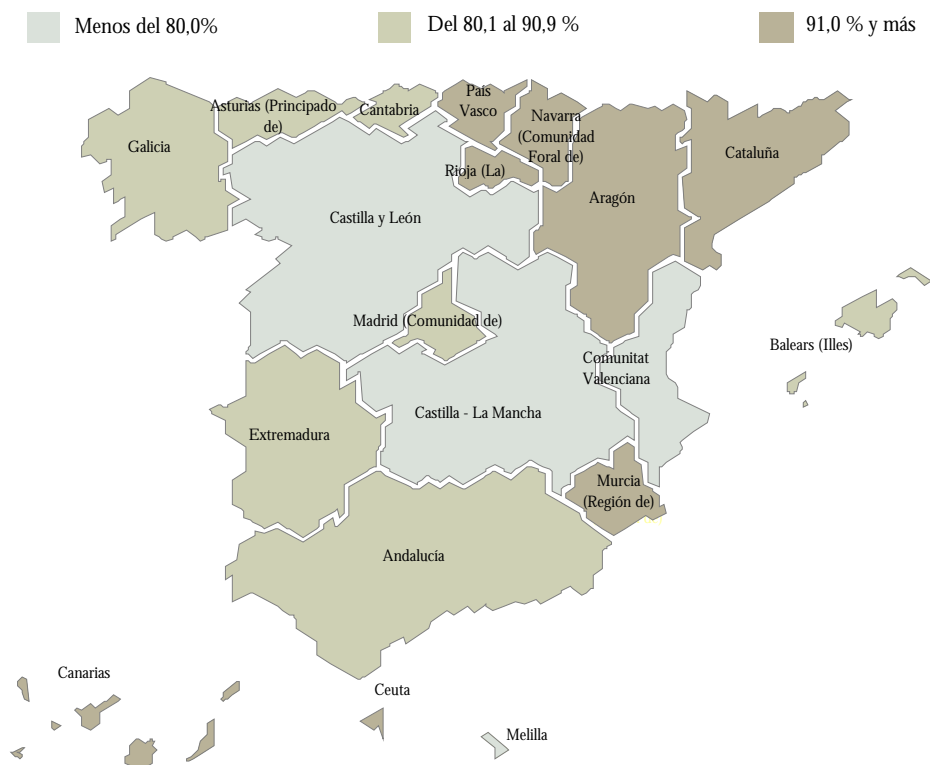 Menos del 80,0%
Del 80,1 al 90,9 %
91,0 % y más
Galicia
Asturias (Principado
de)
Cantabria
País
Vasco
Navarra
(Comunidad
Foral de)
Rioja (La)
Aragón
Cataluña
Castilla y León
Madrid (Comunidad de)
Balears (Illes)
Comunitat
Valenciana
Castilla - La Mancha
Extremadura
Murcia
(Región de)
Andalucía
Canarias
Ceuta
Melilla